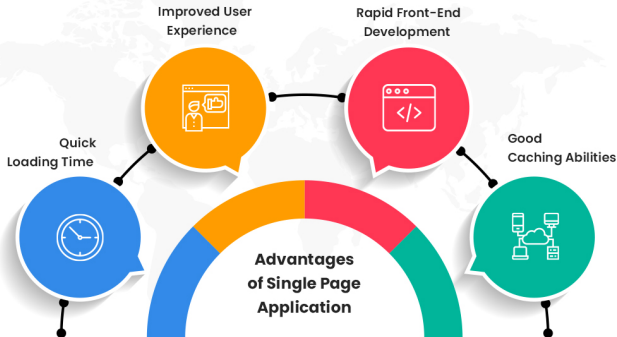 Improved User
Experience
Rapid Front-End
Development
Quick
Loading Time
Good
Caching Abilities
</>
Advantages
of Single Page
Application